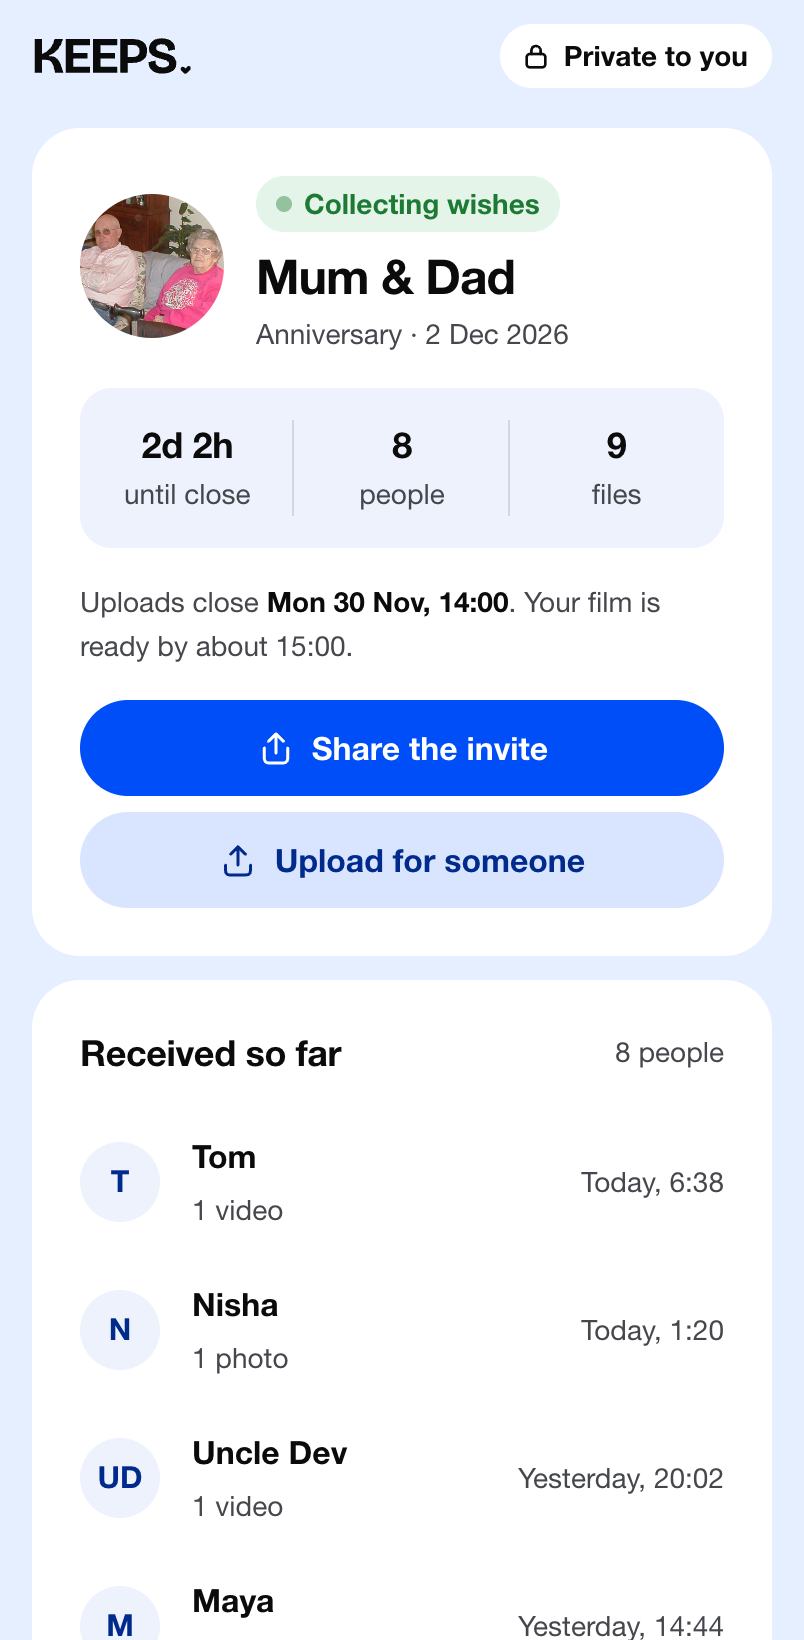 KEEPS.
Private to you
Collecting wishes
Mum & Dad
Anniversary · 2 Dec 2026
2d 2h
until close
8
people
9
files
Uploads close Mon 30 Nov, 14:00. Your film is
ready by about 15:00.
Share the invite
Upload for someone
Received so far
8 people
T
Tom
1 video
Today, 6:38
N
Nisha
1 photo
Today, 1:20
UD
Uncle Dev
1 video
Yesterday, 20:02
M
Maya
Yesterday, 14:44